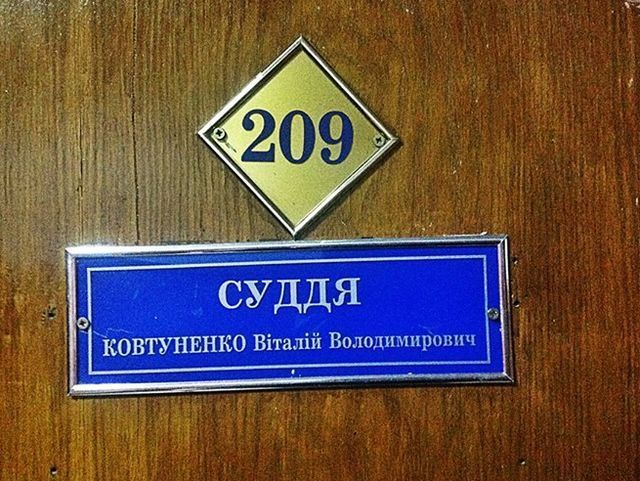 209
СУДДЯ
КОВТУНЕНКО Віталій Володимирович